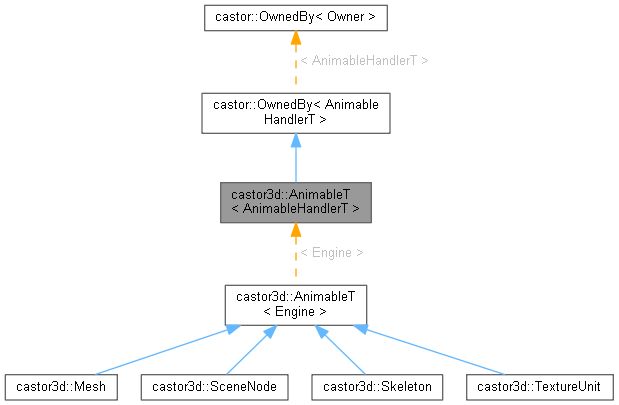 castor::OwnedBy< Owner >
< AnimableHandlerT >
castor::OwnedBy< Animable
HandlerT >
castor3d::AnimableT
< AnimableHandlerT >
< Engine >
castor3d::AnimableT
< Engine >
castor3d::Mesh
castor3d::SceneNode
castor3d::Skeleton
castor3d::TextureUnit